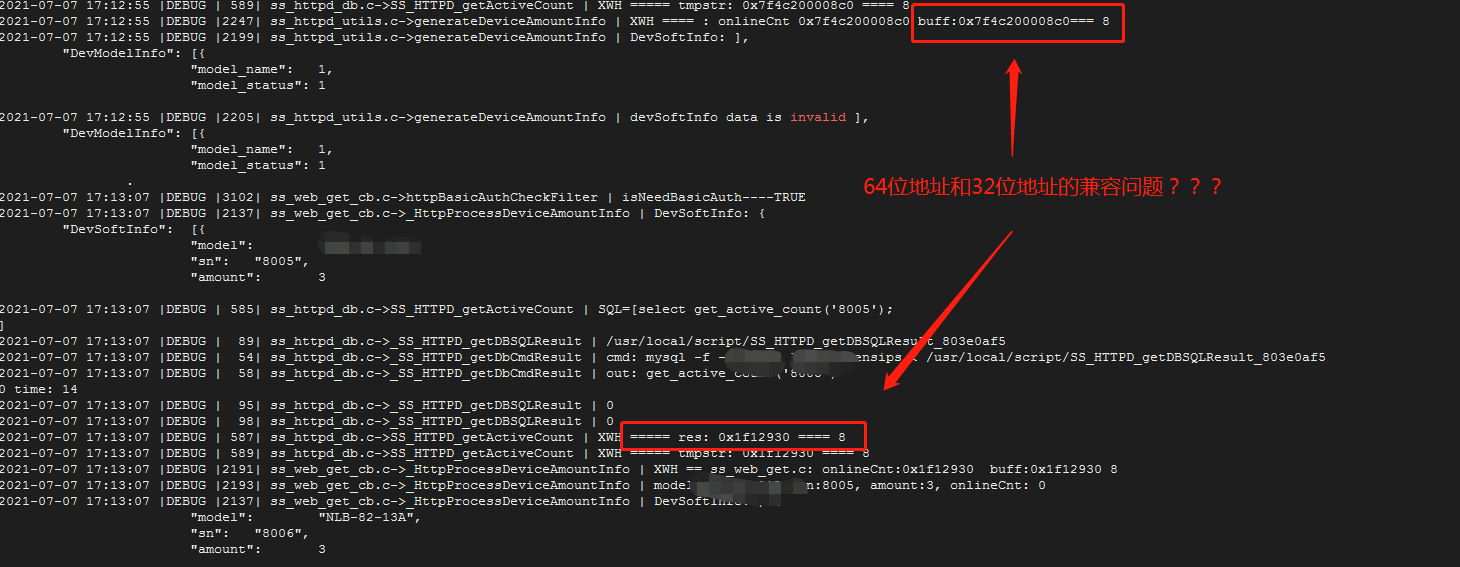 2021-07-07 17:12:55 |DEBUG | 589| ss_httpd_db.c->SS_HTTPD_getActiveCount | XWH ===== tmpstr: 0x7f4c200008c0 ==== 8
2021-07-07 17:12:55 |DEBUG |2247| ss_httpd_utils.c->generateDeviceAmountInfo | XWH ==== : onlineCnt 0x7f4c200008c0 buff:0x7f4c200008c0=== 8
2021-07-07 17:12:55 |DEBUG |2199| ss_httpd_utils.c->generateDeviceAmountInfo | DevSoftInfo: ],
"DevModelInfo": [{
"model_name": 1,
"model_status": 1
2021-07-07 17:12:55 |DEBUG |2205| ss_httpd_utils.c->generateDeviceAmountInfo | devSoftInfo data is invalid ],
"DevModelInfo": [{
"model_name": 1,
"model_status": 1
.
64位地址和32位地址的兼容问题？？？
2021-07-07 17:13:07 |DEBUG |3102| ss_web_get_cb.c->httpBasicAuthCheckFilter | isNeedBasicAuth----TRUE
2021-07-07 17:13:07 |DEBUG |2137| ss_web_get_cb.c->_HttpProcessDeviceAmountInfo | DevSoftInfo: {
"DevSoftInfo": [{
"model":
"sn": "8005",
"amount": 3
2021-07-07 17:13:07 |DEBUG | 585| ss_httpd_db.c->SS_HTTPD_getActiveCount | SQL=[select get_active_count('8005');
]
2021-07-07 17:13:07 |DEBUG | 89| ss_httpd_db.c->_SS_HTTPD_getDBSQLResult | /usr/local/script/SS_HTTPD_getDBSQLResult_803e0af5
2021-07-07 17:13:07 |DEBUG | 54| ss_httpd_db.c->_SS_HTTPD_getDbCmdResult | cmd: mysql -f - ensips < /usr/local/script/SS_HTTPD_getDBSQLResult_803e0af5
2021-07-07 17:13:07 |DEBUG | 58| ss_httpd_db.c->_SS_HTTPD_getDbCmdResult | out: get_active_co ('8005')
0 time: 14
2021-07-07 17:13:07 |DEBUG | 95| ss_httpd_db.c->_SS_HTTPD_getDBSQLResult | 0
2021-07-07 17:13:07 |DEBUG | 98| ss_httpd_db.c->_SS_HTTPD_getDBSQLResult | 0
2021-07-07 17:13:07 |DEBUG | 587| ss_httpd_db.c->SS_HTTPD_getActiveCount | XWH ===== res: 0x1f12930 ==== 8
2021-07-07 17:13:07 |DEBUG | 589| ss_httpd_db.c->SS_HTTPD_getActiveCount | XWH ===== tmpstr: 0x1f12930 ==== 8
2021-07-07 17:13:07 |DEBUG |2191| ss_web_get_cb.c->_HttpProcessDeviceAmountInfo | XWH == ss_web_get.c: onlineCnt:0x1f12930 buff:0x1f12930 8
2021-07-07 17:13:07 |DEBUG |2193| ss_web_get_cb.c->_HttpProcessDeviceAmountInfo | model n:8005, amount:3, onlineCnt: 0
2021-07-07 17:13:07 |DEBUG |2137| ss_web_get_cb.c->_HttpProcessDeviceAmountInfo | DevSoftInfo
"model": "NLB-82-13A",
"sn": "8006",
"amount": 3